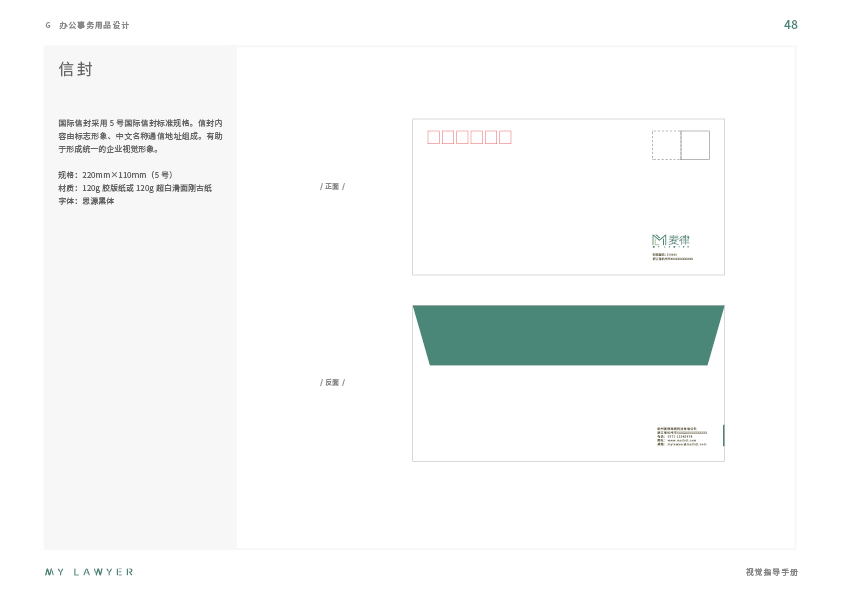 G 办公事务用品设计
48
信封
国际信封采用 5 号国际信封标准规格。信封内
容由标志形象、中文名称通信地址组成。有助
于形成统一的企业视觉形象。
规格：220mm×110mm（5 号）
材质：120g 胶版纸或 120g 超白滑面刚古纸
字体：思源黑体
/ 正面 /
麦律
/ 反面 /
MY LAWYER
视觉指导手册